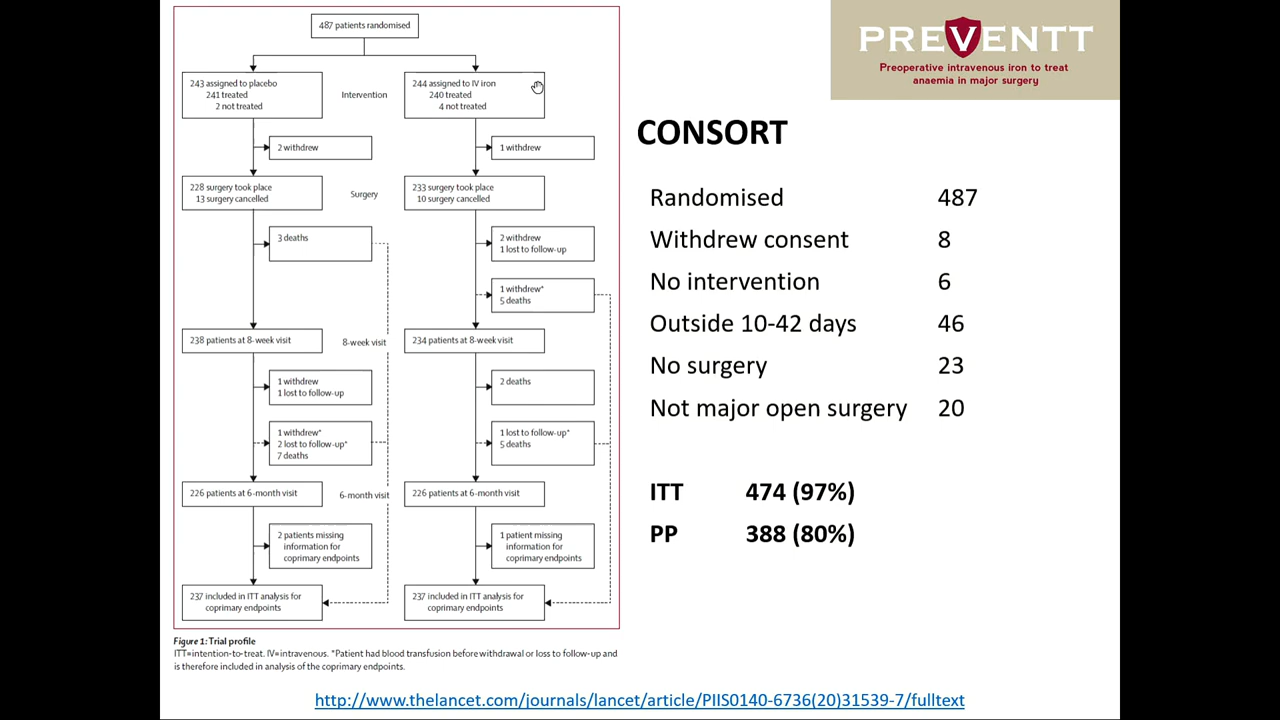 487 patients randomised
243 assigned to placebo
241 treated
2 not treated
Intervention
244 assigned to IV iron
240 treated
4 not treated
2 withdrew
1 withdrew
228 surgery took place
13 surgery cancelled
Surgery
233 surgery took place
10 surgery cancelled
3 deaths
2 withdrew
1 lost to follow-up
1 withdrew*
5 deaths
238 patients at 8-week visit
8-week visit
234 patients at 8-week visit
1 withdrew
1 lost to follow-up
2 deaths
1 withdrew*
2 lost to follow-up*
7 deaths
1 lost to follow-up*
5 deaths
226 patients at 6-month visit
6-month visit
226 patients at 6-month visit
2 patients missing
information for
coprimary endpoints
1 patient missing
information for
coprimary endpoints
237 included in ITT analysis for
coprimary endpoints
237 included in ITT analysis for
coprimary endpoints
Figure 1: Trial profile
ITT=intention-to-treat. IV=intravenous. *Patient had blood transfusion before withdrawal or loss to follow-up and
is therefore included in analysis of the coprimary endpoints.
PREVENTT
Preoperative intravenous iron to treat
anaemia in major surgery
CONSORT
Randomised 487
Withdrew consent 8
No intervention 6
Outside 10-42 days 46
No surgery 23
Not major open surgery 20
ITT 474 (97%)
PP 388 (80%)
http://www.thelancet.com/journals/lancet/article/PIIS0140-6736(20)31539-7/fulltext